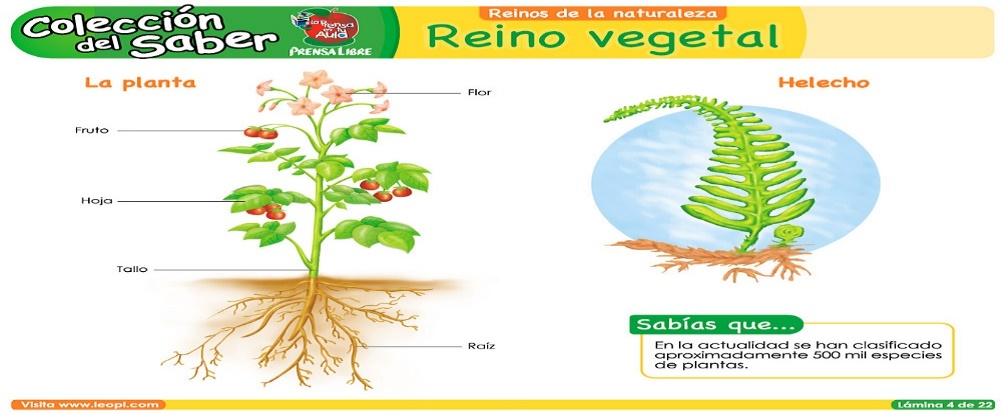 Colección
del Saber
La Prensa
en tu
Aula
PRENSA LIBRE
Reinos de la naturaleza
Reino vegetal
La planta
Helecho
Flor
Fruto
Hoja
Tallo
Raíz
Sabías que...
En la actualidad se han clasificado
aproximadamente 500 mil especies
de plantas.
Visita www.leopl.com
Lámina 4 de 22